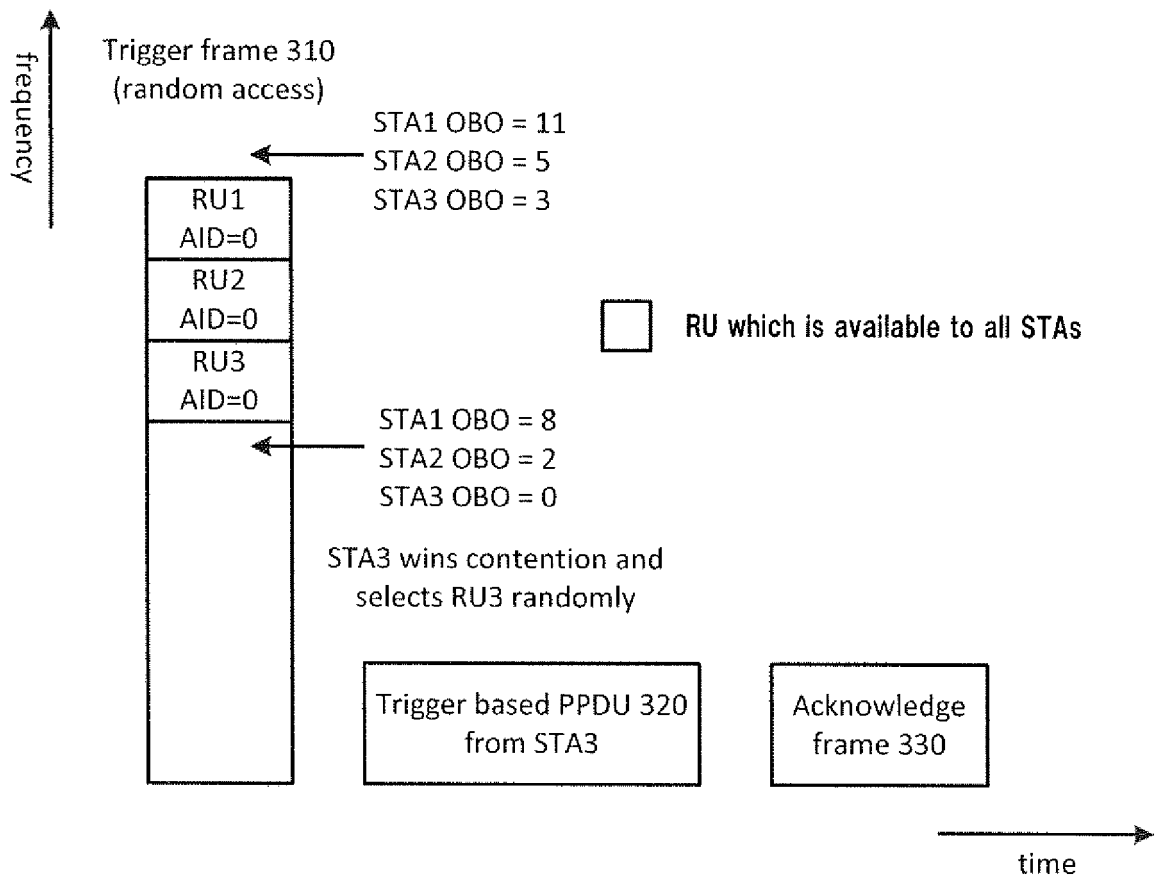 frequency
Trigger frame 310
(random access)
STA1 OBO = 11
STA2 OBO = 5
STA3 OBO = 3
RU1
AID=0
RU2
AID=0
RU3
AID=0
RU which is available to all STAs
STA1 OBO = 8
STA2 OBO = 2
STA3 OBO = 0
STA3 wins contention and
selects RU3 randomly
Trigger based PPDU 320
from STA3
Acknowledge
frame 330
time